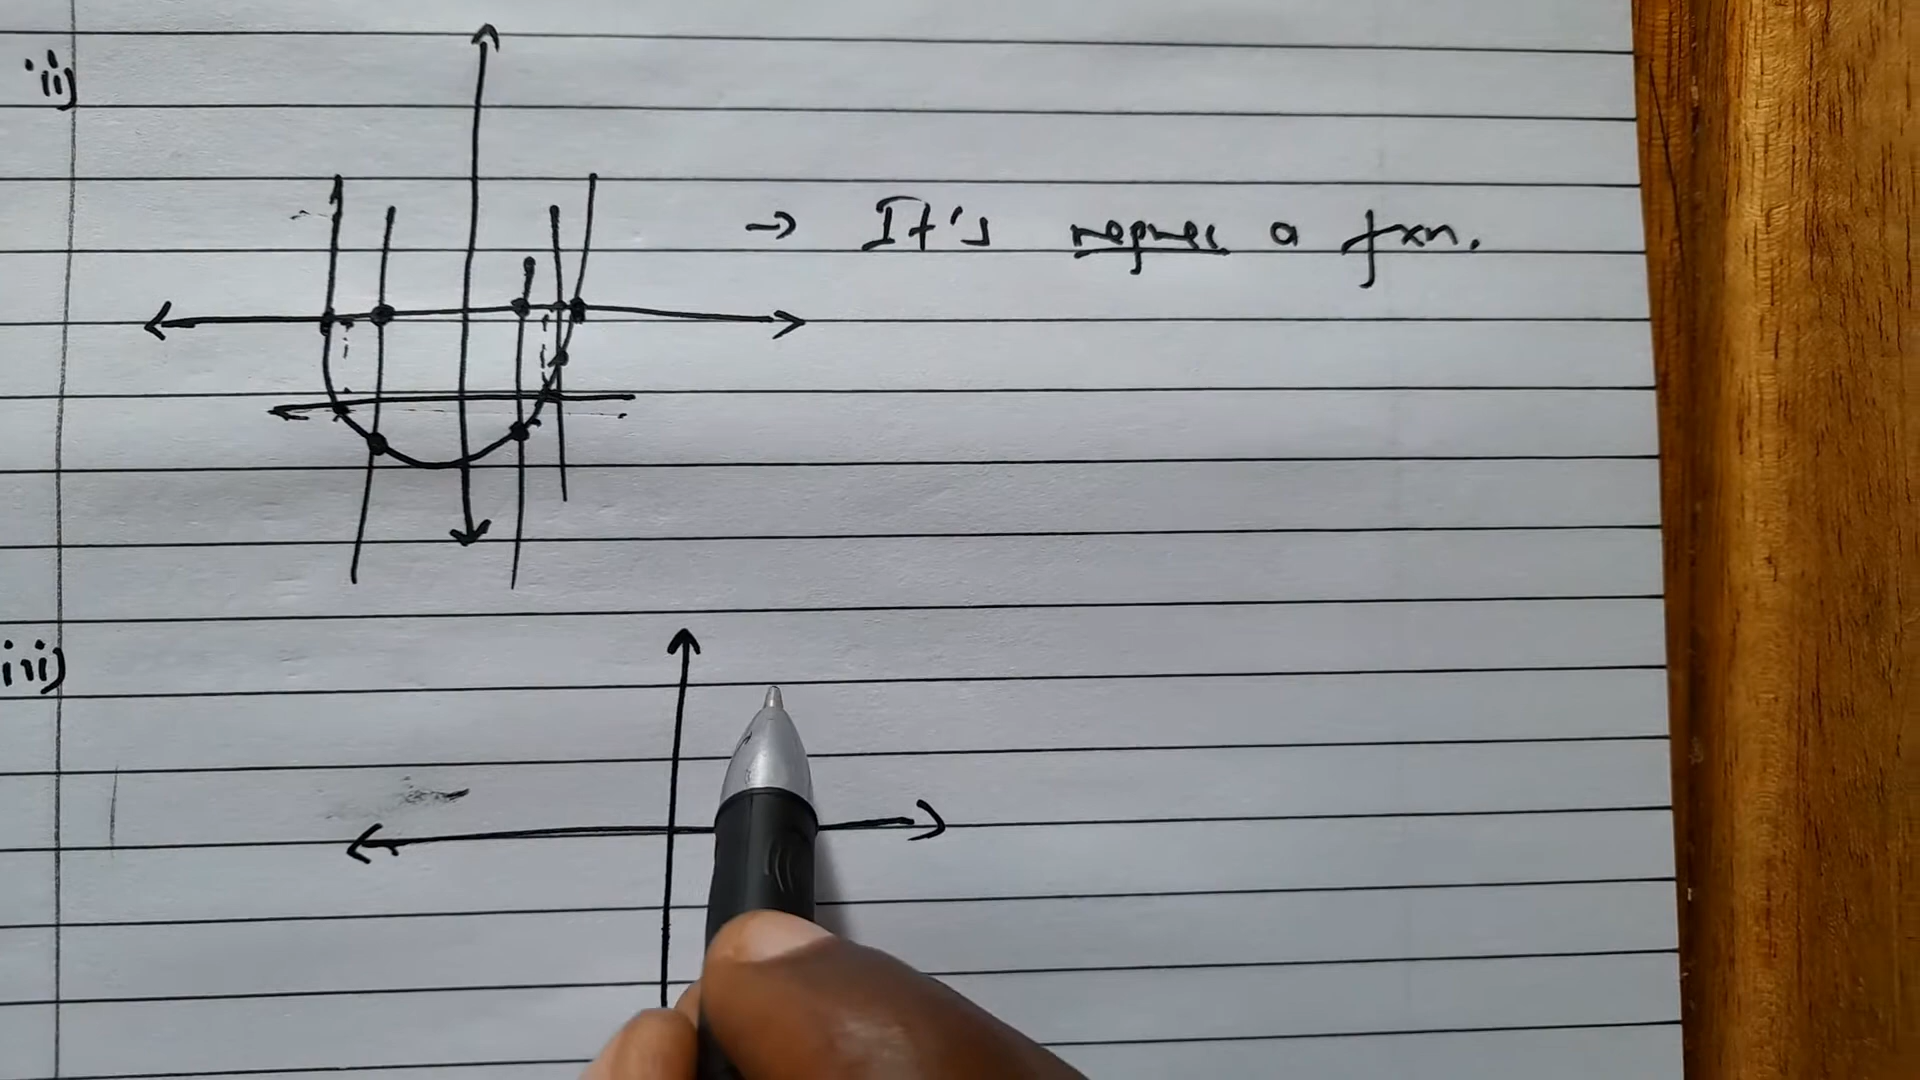 ii)
→ It's repres a fxn.
iii)